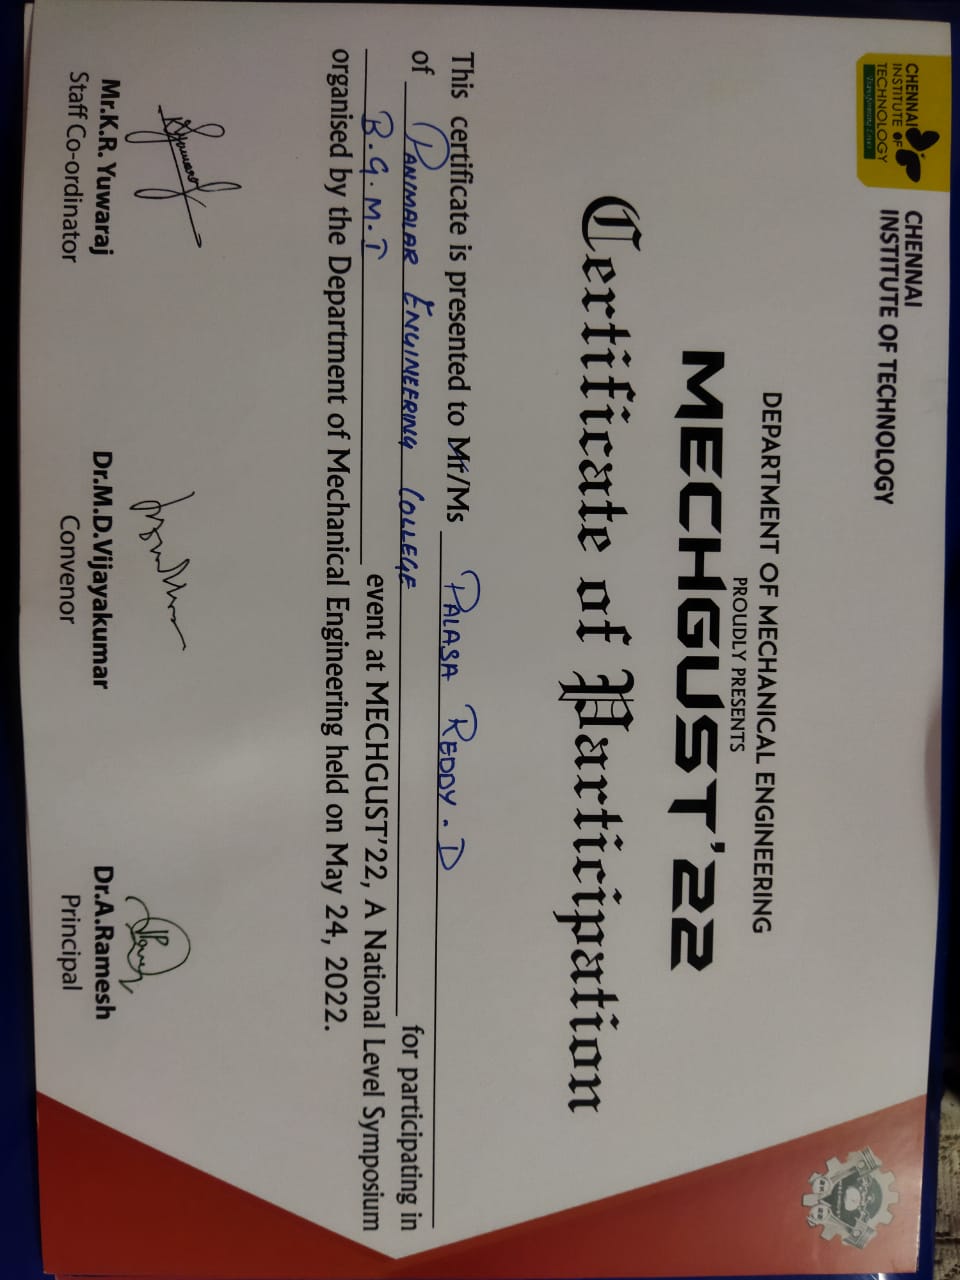 CHENNAI
INSTITUTE OF
TECHNOLOGY
Transforming Lives
CHENNAI
INSTITUTE OF TECHNOLOGY
MECHGUST
2K 22
DEPARTMENT OF MECHANICAL ENGINEERING
PROUDLY PRESENTS
MECHGUST'22
Certificate of Participation
This certificate is presented to Mr/Ms PALASA REDDY . D
of PANIMALAR ENGINEERING COLLEGE for participating in
B.G.M.I event at MECHGUST'22, A National Level Symposium
organised by the Department of Mechanical Engineering held on May 24, 2022.
Mr.K.R. Yuwaraj
Staff Co-ordinator
Dr.M.D.Vijayakumar
Convenor
Dr.A.Ramesh
Principal